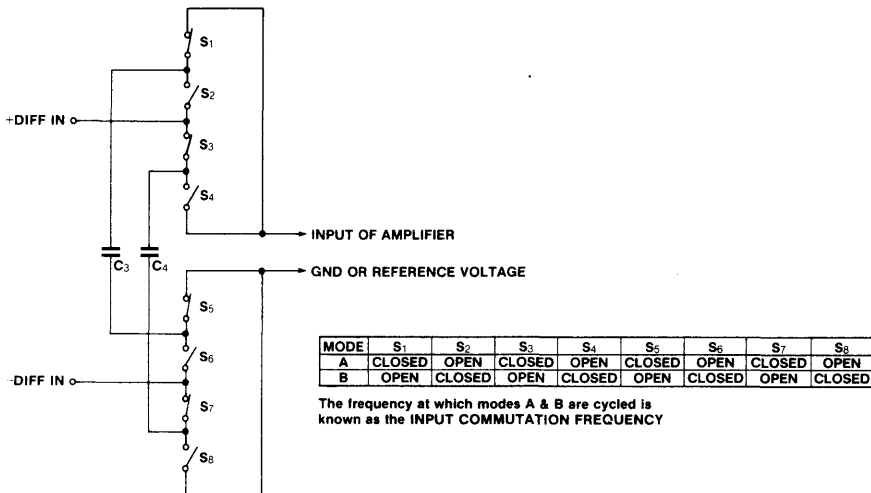 S1
S2
+DIFF IN
S3
S4
INPUT OF AMPLIFIER
C3 C4
GND OR REFERENCE VOLTAGE
S5
S6
-DIFF IN
S7
S8
MODE S1 S2 S3 S4 S5 S6 S7 S8
A CLOSED OPEN CLOSED OPEN CLOSED OPEN CLOSED OPEN
B OPEN CLOSED OPEN CLOSED OPEN CLOSED OPEN CLOSED
The frequency at which modes A & B are cycled is
known as the INPUT COMMUTATION FREQUENCY